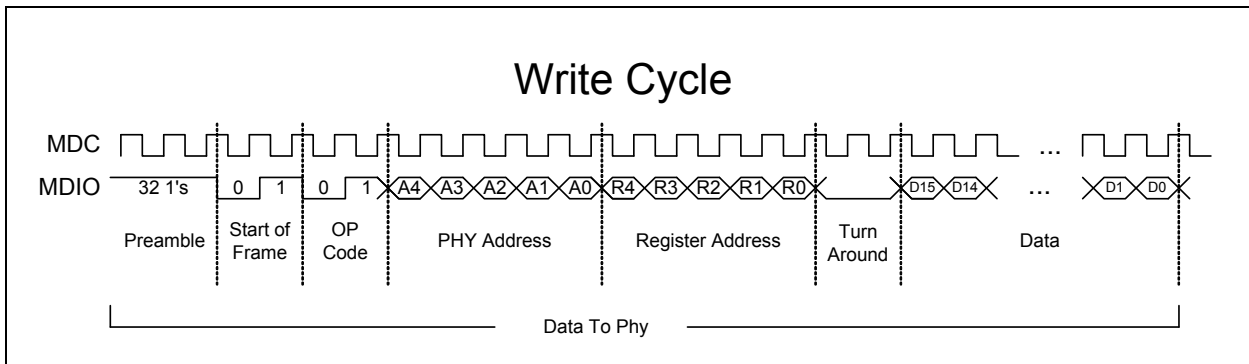 Write Cycle
MDC ...
MDIO 32 1's 0 1 0 1 A4 A3 A2 A1 A0 R4 R3 R2 R1 R0 D15 D14 ... D1 D0
Preamble Start of Frame OP Code PHY Address Register Address Turn Around Data
Data To Phy